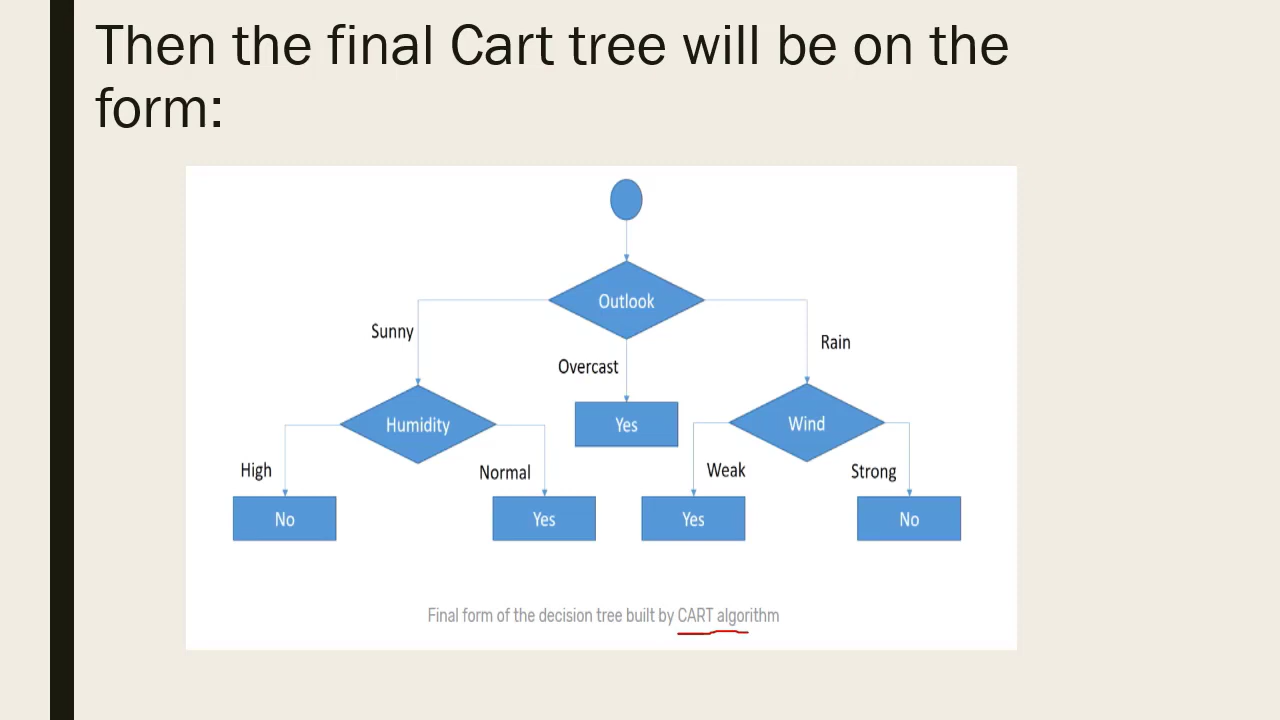 Then the final Cart tree will be on the
form:
Outlook
Sunny
Overcast
Rain
Humidity
Yes
Wind
High
Normal
Weak
Strong
No
Yes
Yes
No
Final form of the decision tree built by CART algorithm